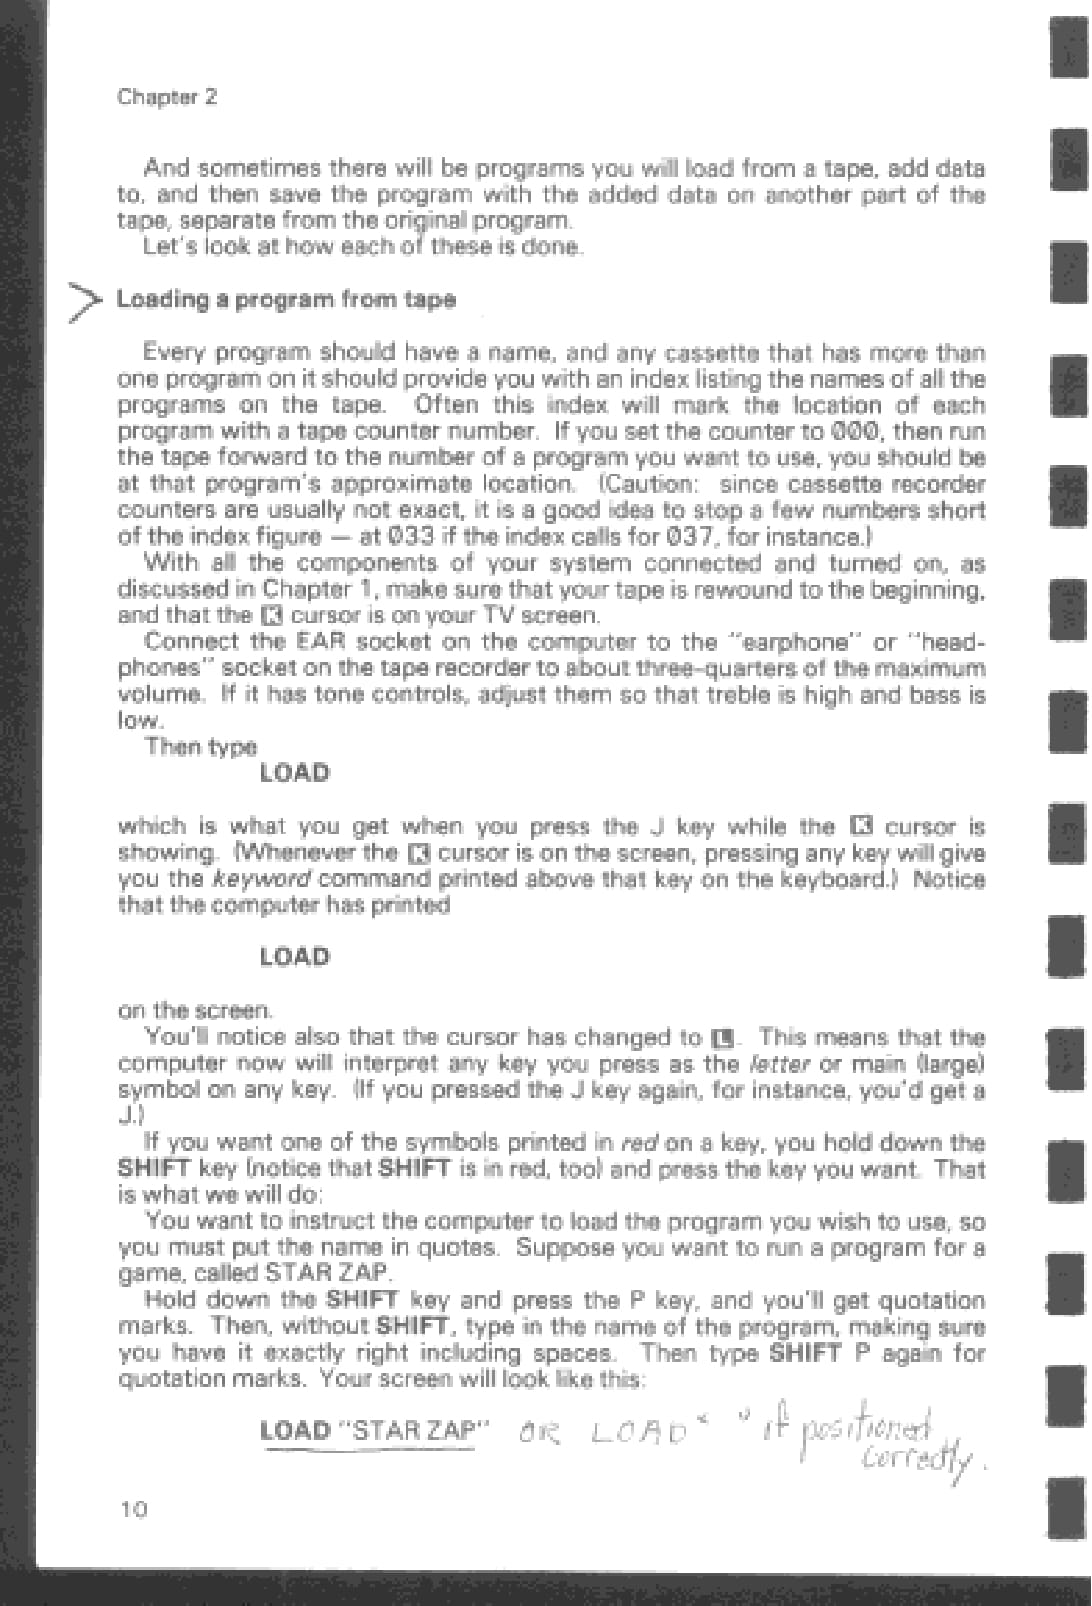 Chapter 2
And sometimes there will be programs you will load from a tape, add data
to, and then save the program with the added data on another part of the
tape, separate from the original program.
Let's look at how each of these is done.
> Loading a program from tape
Every program should have a name, and any cassette that has more than
one program on it should provide you with an index listing the names of all the
programs on the tape. Often this index will mark the location of each
program with a tape counter number. If you set the counter to 000, then run
the tape forward to the number of a program you want to use, you should be
at that program's approximate location. (Caution: since cassette recorder
counters are usually not exact, it is a good idea to stop a few numbers short
of the index figure — at 033 if the index calls for 037, for instance.)
With all the components of your system connected and turned on, as
discussed in Chapter 1, make sure that your tape is rewound to the beginning,
and that the K cursor is on your TV screen.
Connect the EAR socket on the computer to the "earphone" or "head-
phones" socket on the tape recorder to about three-quarters of the maximum
volume. If it has tone controls, adjust them so that treble is high and bass is
low.
Then type
LOAD
which is what you get when you press the J key while the K cursor is
showing. (Whenever the K cursor is on the screen, pressing any key will give
you the keyword command printed above that key on the keyboard.) Notice
that the computer has printed
LOAD
on the screen.
You'll notice also that the cursor has changed to L. This means that the
computer now will interpret any key you press as the letter or main (large)
symbol on any key. (If you pressed the J key again, for instance, you'd get a
J.)
If you want one of the symbols printed in red on a key, you hold down the
SHIFT key (notice that SHIFT is in red, too) and press the key you want. That
is what we will do:
You want to instruct the computer to load the program you wish to use, so
you must put the name in quotes. Suppose you want to run a program for a
game, called STAR ZAP.
Hold down the SHIFT key and press the P key, and you'll get quotation
marks. Then, without SHIFT, type in the name of the program, making sure
you have it exactly right including spaces. Then type SHIFT P again for
quotation marks. Your screen will look like this:
LOAD "STAR ZAP" OR LOAD " " if positioned
correctly.
10